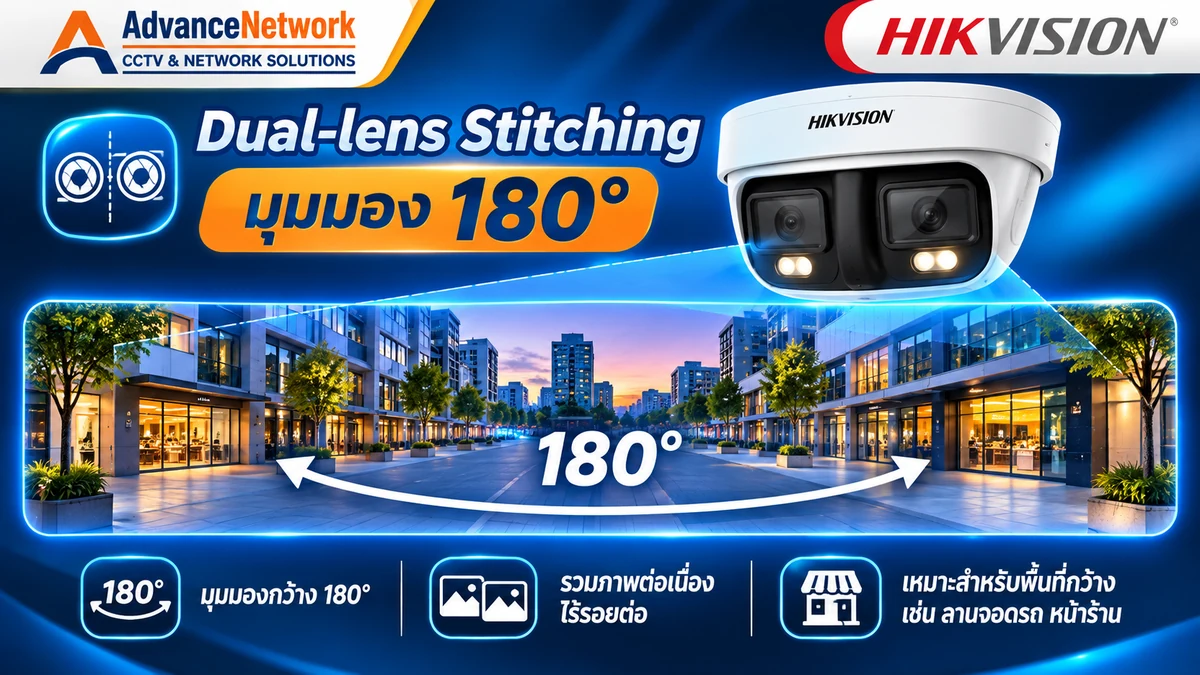 AdvanceNetwork
CCTV & NETWORK SOLUTIONS
HIKVISION®
Dual-lens Stitching
มุมมอง 180°
HIKVISION
180°
180°
มุมมองกว้าง 180°
รวมภาพต่อเนื่อง
ไร้รอยต่อ
เหมาะสำหรับพื้นที่กว้าง
เช่น ลานจอดรถ หน้าร้าน